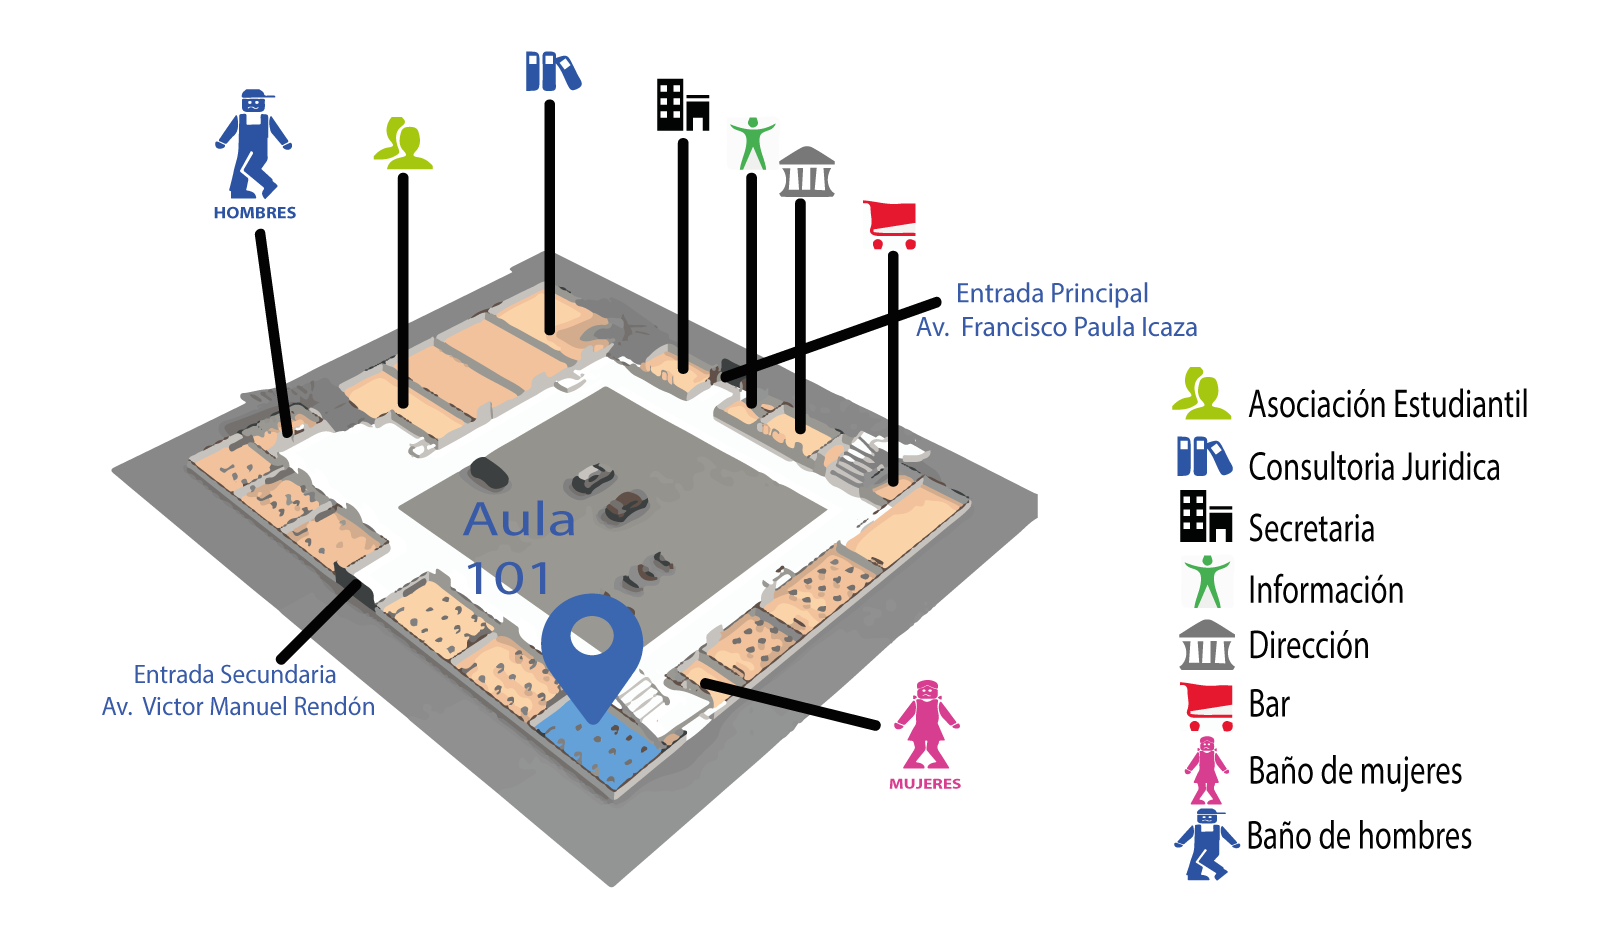 HOMBRES
Entrada Principal
Av. Francisco Paula Icaza
Aula
101
Entrada Secundaria
Av. Victor Manuel Rendón
MUJERES
Asociación Estudiantil
Consultoria Juridica
Secretaria
Información
Dirección
Bar
Baño de mujeres
Baño de hombres